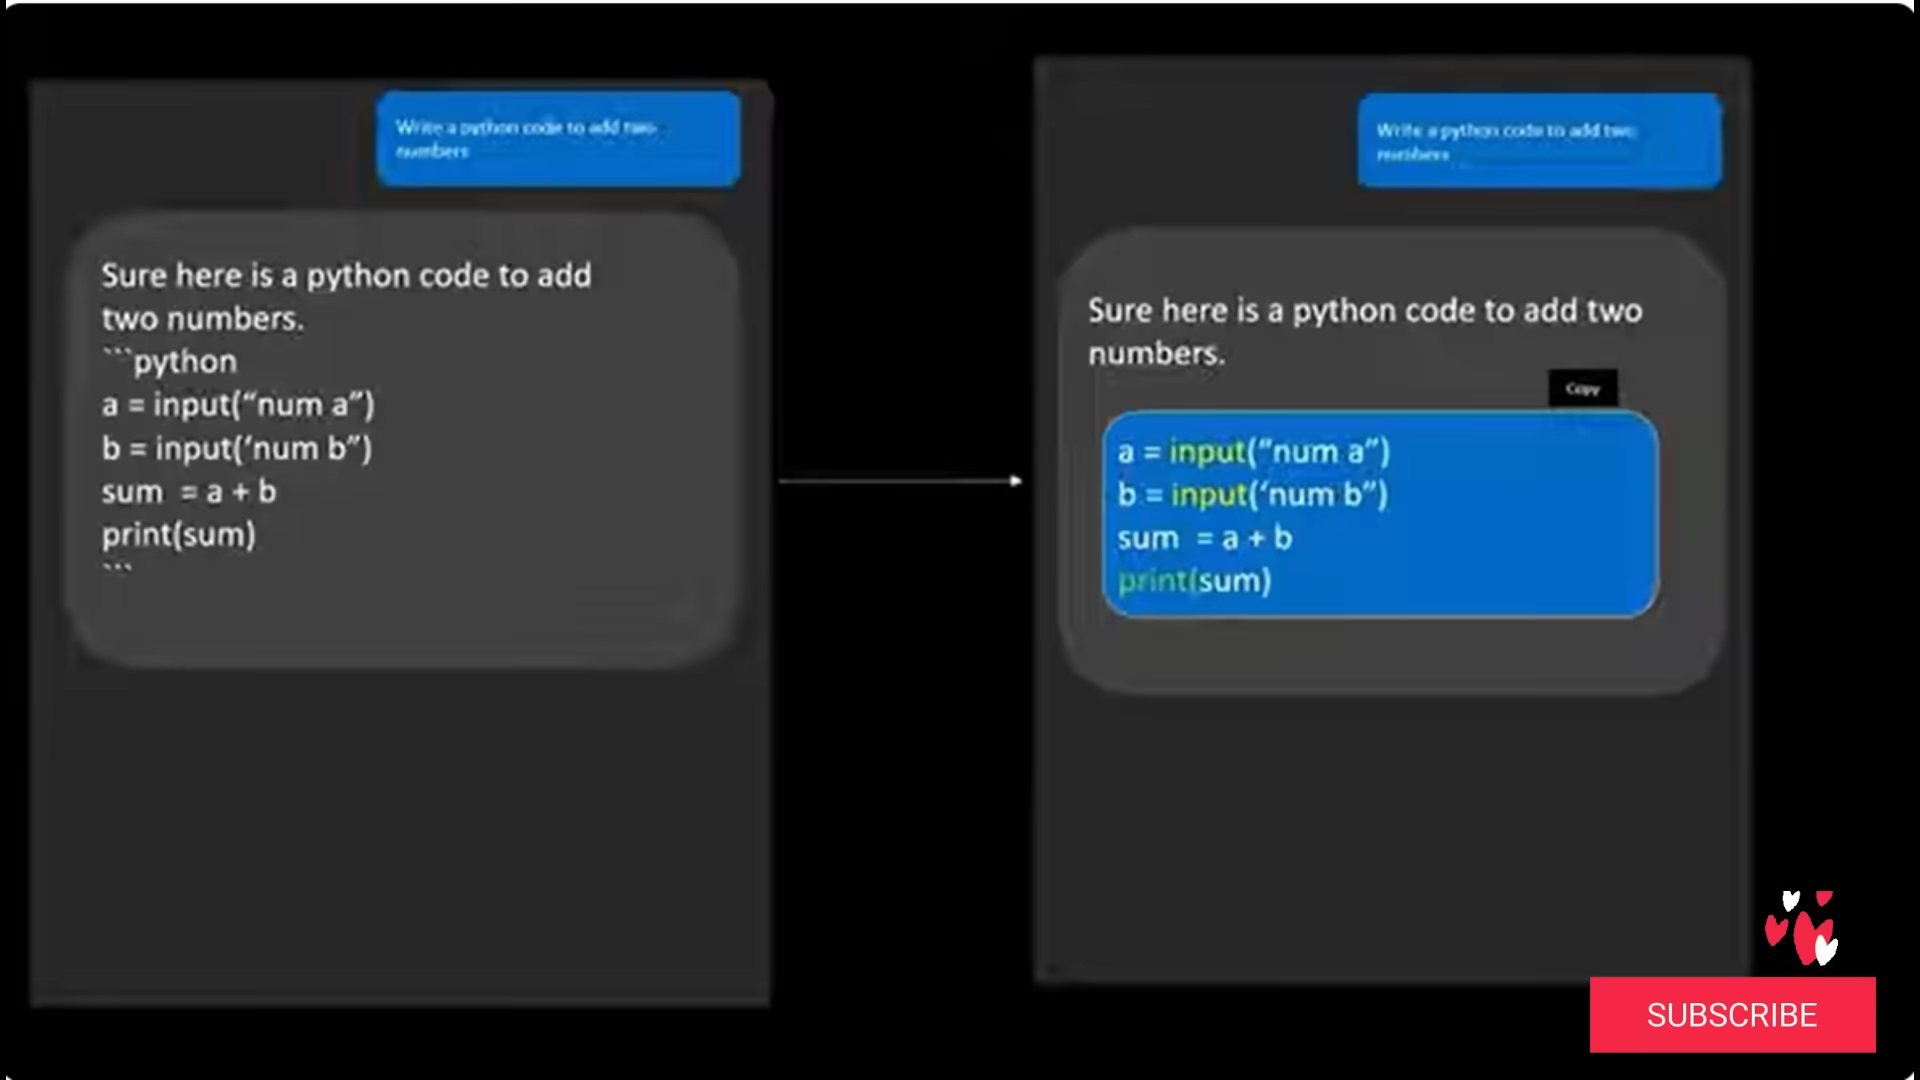 Write a python code to add two
numbers
Sure here is a python code to add
two numbers.
```python
a = input(“num a”)
b = input(‘num b”)
sum  = a + b
print(sum)
```
Write a python code to add two
numbers
Sure here is a python code to add two
numbers.
Copy
a = input(“num a”)
b = input(‘num b”)
sum  = a + b
print(sum)
SUBSCRIBE